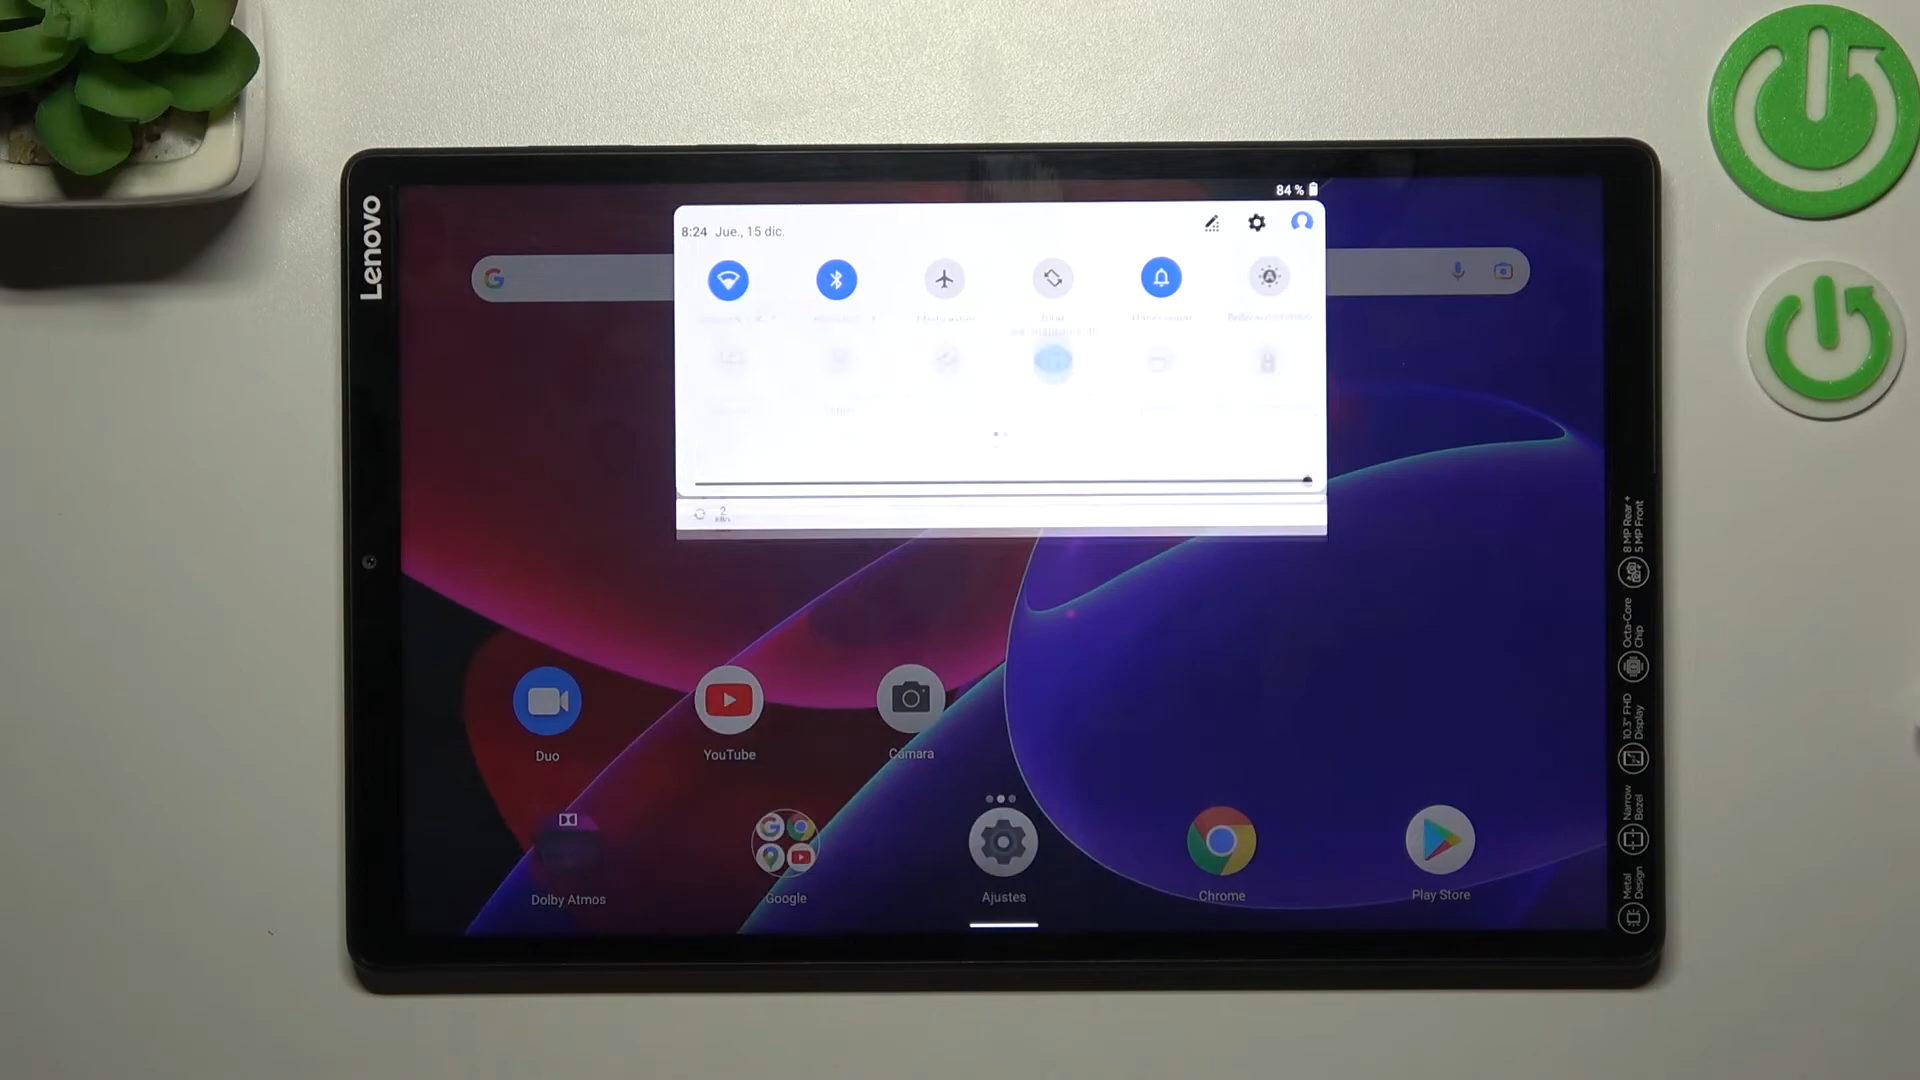 Lenovo
84 %
8:24 Jue., 15 dic.
2
Duo
YouTube
Cámara
Dolby Atmos
Google
Ajustes
Chrome
Play Store
8 MP Rear +
5 MP Front
Octa-Core
Chip
10.3" FHD
Display
Narrow
Bezel
Metal
Design